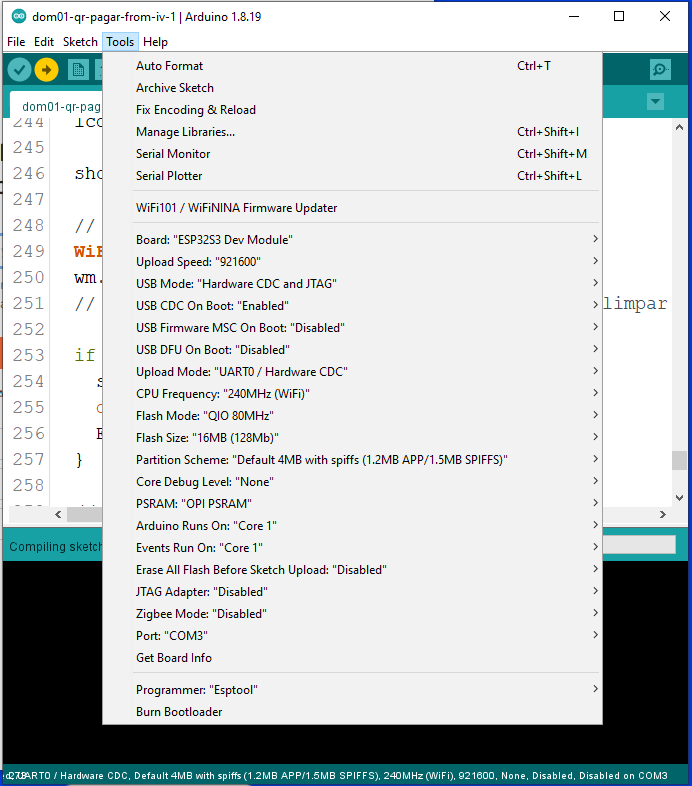 dom01-qr-pagar-from-iv-1 | Arduino 1.8.19
File Edit Sketch Tools Help
dom01-qr-pag
Auto Format Ctrl+T
Archive Sketch
Fix Encoding & Reload
Manage Libraries... Ctrl+Shift+I
Serial Monitor Ctrl+Shift+M
Serial Plotter Ctrl+Shift+L
WiFi101 / WiFiNINA Firmware Updater
Board: "ESP32S3 Dev Module"
Upload Speed: "921600"
USB Mode: "Hardware CDC and JTAG"
USB CDC On Boot: "Enabled"
USB Firmware MSC On Boot: "Disabled"
USB DFU On Boot: "Disabled"
Upload Mode: "UART0 / Hardware CDC"
CPU Frequency: "240MHz (WiFi)"
Flash Mode: "QIO 80MHz"
Flash Size: "16MB (128Mb)"
Partition Scheme: "Default 4MB with spiffs (1.2MB APP/1.5MB SPIFFS)"
Core Debug Level: "None"
PSRAM: "OPI PSRAM"
Arduino Runs On: "Core 1"
Events Run On: "Core 1"
Erase All Flash Before Sketch Upload: "Disabled"
JTAG Adapter: "Disabled"
Zigbee Mode: "Disabled"
Port: "COM3"
Get Board Info
Programmer: "Esptool"
Burn Bootloader
244
245
246 sho
247
248 //
249 WiF
250 wm.
251 // limpar
252
253 if
254 s
255
256 E
257 }
258
Compiling sketch
UART0 / Hardware CDC, Default 4MB with spiffs (1.2MB APP/1.5MB SPIFFS), 240MHz (WiFi), 921600, None, Disabled, Disabled on COM3